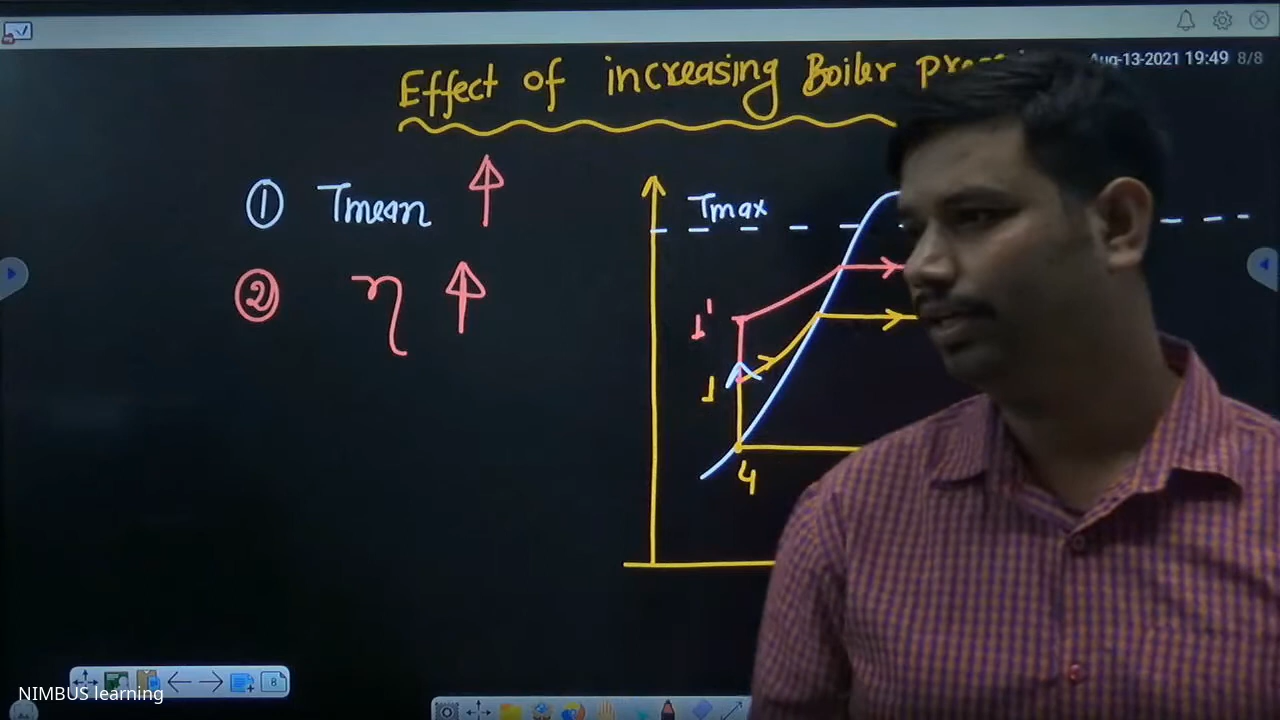 Effect of increasing Boiler
Aug-13-2021 19:49 8/8
① Tmean ↑
② η ↑
Tmax
1'
1
4
8
NIMBUS learning